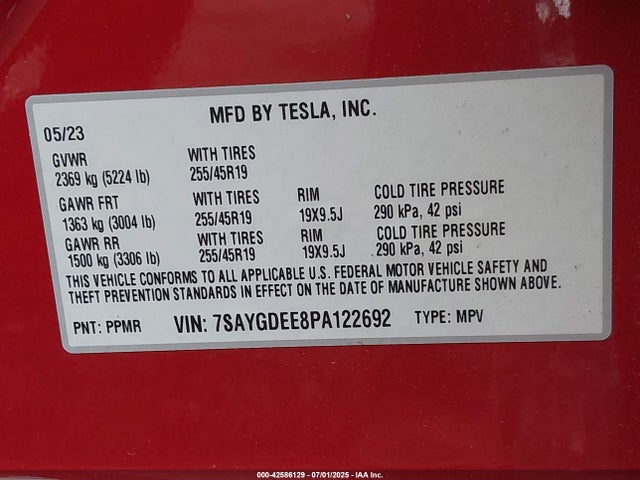 MFD BY TESLA, INC.
05/23
GVWR WITH TIRES
2369 kg (5224 lb) 255/45R19
GAWR FRT WITH TIRES RIM COLD TIRE PRESSURE
1363 kg (3004 lb) 255/45R19 19X9.5J 290 kPa, 42 psi
GAWR RR WITH TIRES RIM COLD TIRE PRESSURE
1500 kg (3306 lb) 255/45R19 19X9.5J 290 kPa, 42 psi
THIS VEHICLE CONFORMS TO ALL APPLICABLE U.S. FEDERAL MOTOR VEHICLE SAFETY AND
THEFT PREVENTION STANDARDS IN EFFECT ON THE DATE OF MANUFACTURE SHOWN ABOVE.
PNT: PPMR VIN: 7SAYGDEE8PA122692 TYPE: MPV
000-42586129 - 07/01/2025 - IAA Inc.